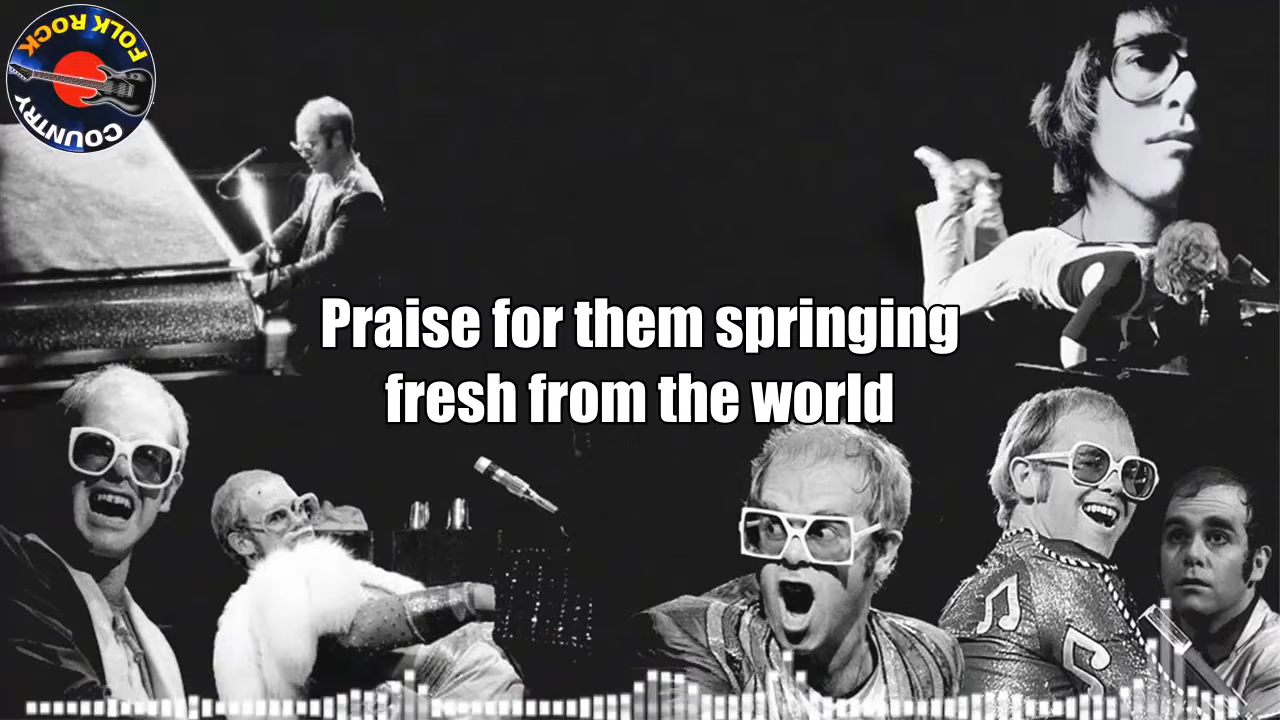 FOLK ROCK
COUNTRY
Praise for them springing
fresh from the world